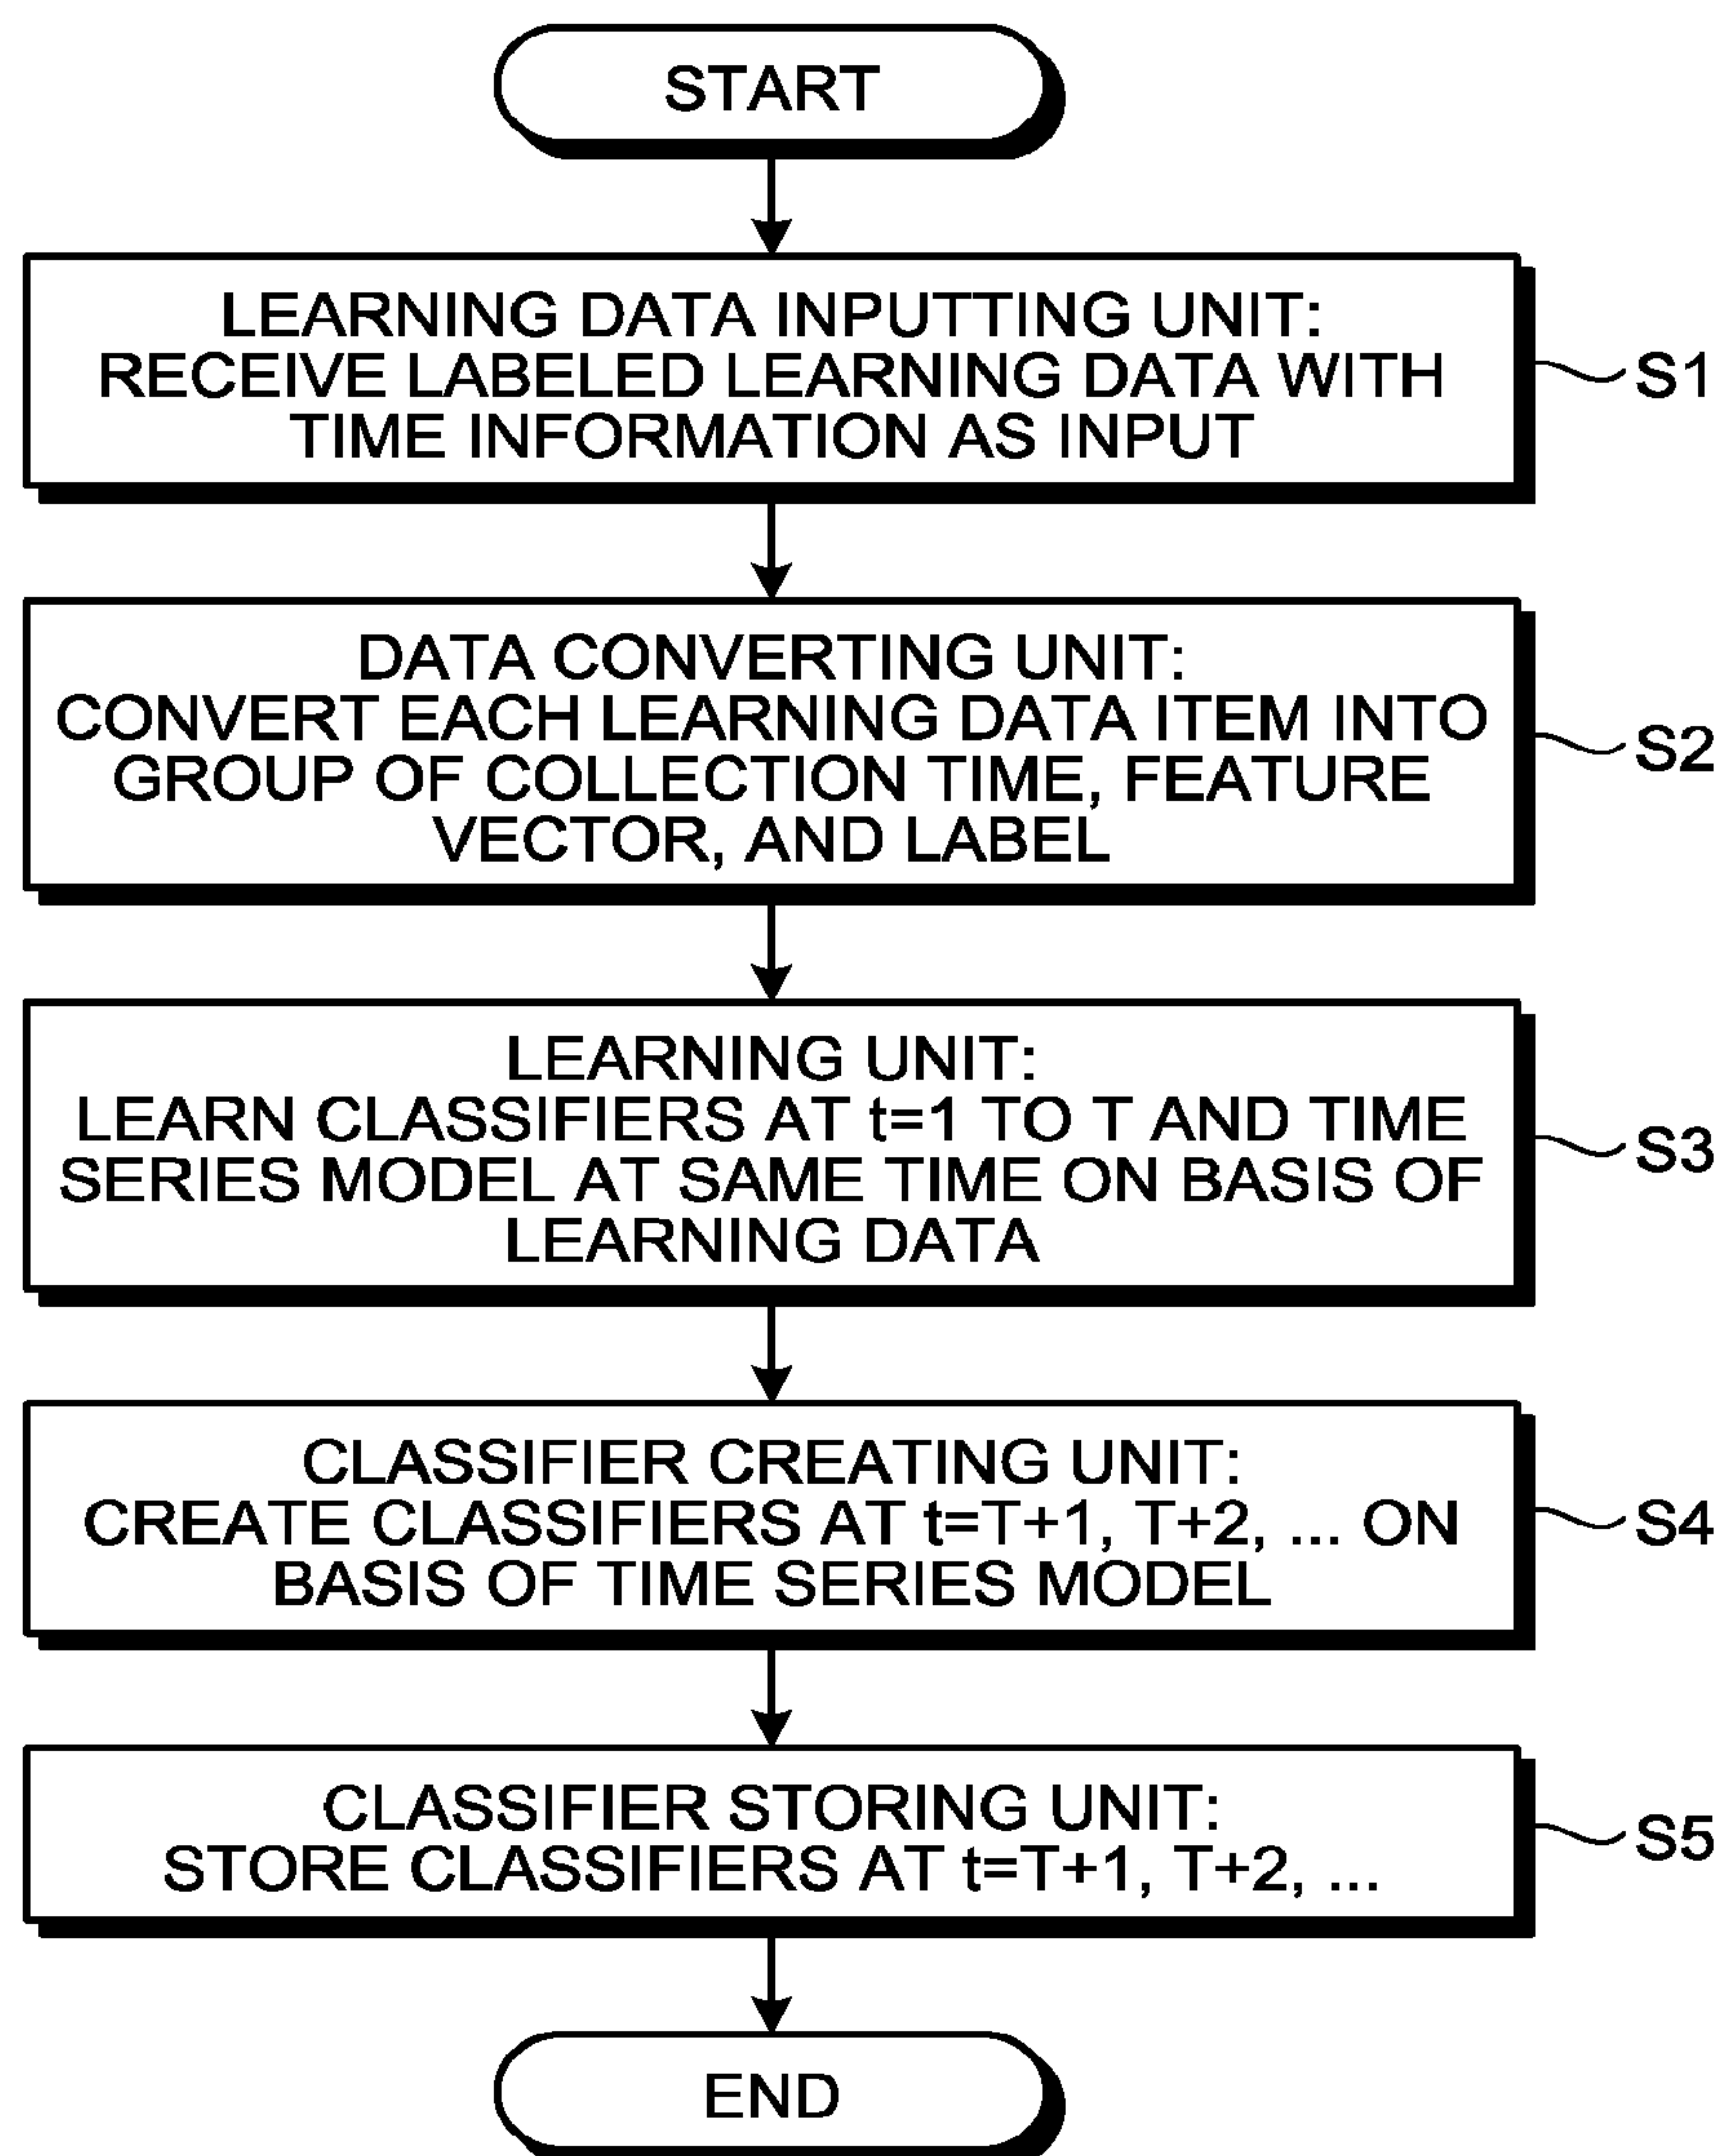 START
LEARNING DATA INPUTTING UNIT:
RECEIVE LABELED LEARNING DATA WITH
TIME INFORMATION AS INPUT
S1
DATA CONVERTING UNIT:
CONVERT EACH LEARNING DATA ITEM INTO
GROUP OF COLLECTION TIME, FEATURE
VECTOR, AND LABEL
S2
LEARNING UNIT:
LEARN CLASSIFIERS AT t=1 TO T AND TIME
SERIES MODEL AT SAME TIME ON BASIS OF
LEARNING DATA
S3
CLASSIFIER CREATING UNIT:
CREATE CLASSIFIERS AT t=T+1, T+2, ... ON
BASIS OF TIME SERIES MODEL
S4
CLASSIFIER STORING UNIT:
STORE CLASSIFIERS AT t=T+1, T+2, ...
S5
END